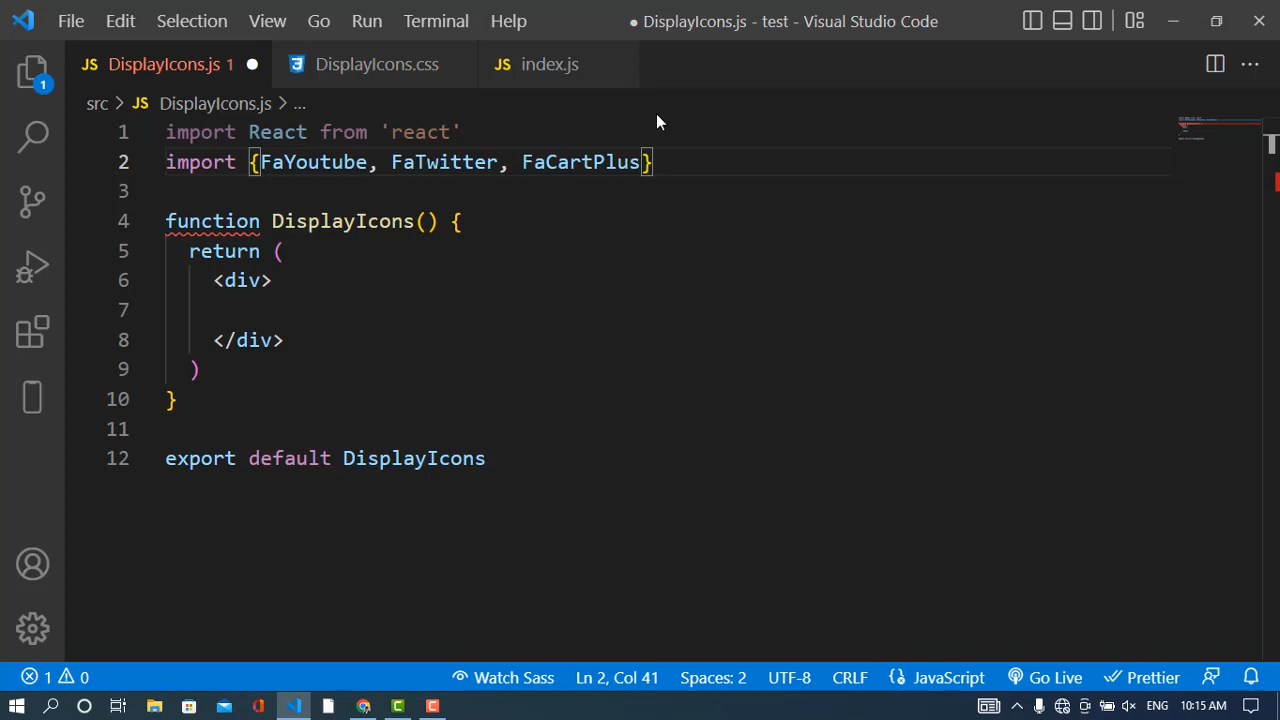 File Edit Selection View Go Run Terminal Help ● DisplayIcons.js - test - Visual Studio Code
JS DisplayIcons.js 1 DisplayIcons.css JS index.js
src > JS DisplayIcons.js > ...
1 import React from 'react'
2 import {FaYoutube, FaTwitter, FaCartPlus}
3
4 function DisplayIcons() {
5 return (
6 <div>
7
8 </div>
9 )
10 }
11
12 export default DisplayIcons
1
1 0 Watch Sass Ln 2, Col 41 Spaces: 2 UTF-8 CRLF JavaScript Go Live Prettier
ENG 10:15 AM